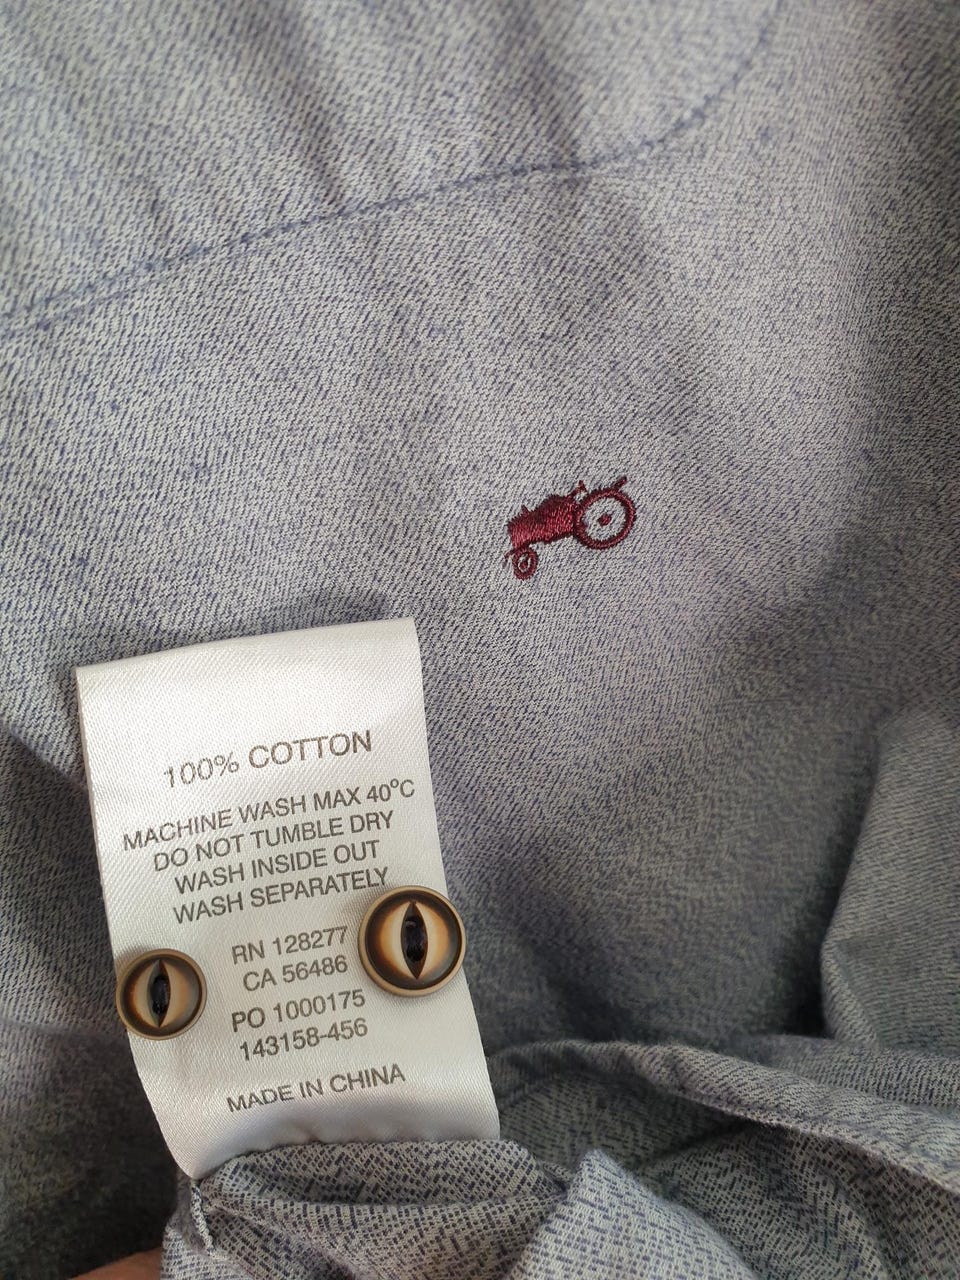 100% COTTON
MACHINE WASH MAX 40°C
DO NOT TUMBLE DRY
WASH INSIDE OUT
WASH SEPARATELY
RN 128277
CA 56486
PO 1000175
143158-456
MADE IN CHINA